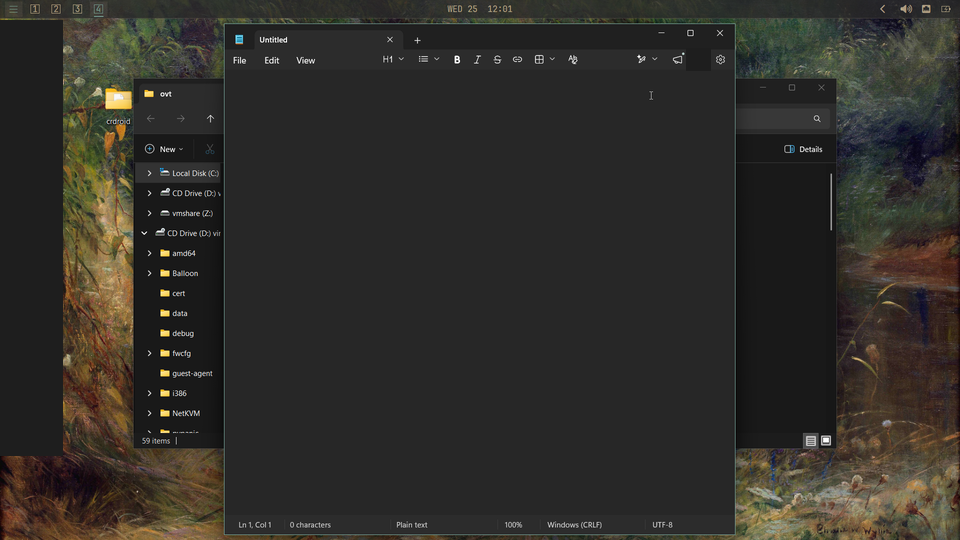 1 2 3 4
WED 25 12:01
crdroid
ovt
New
Details
Local Disk (C:)
CD Drive (D:) v
vmshare (Z:)
CD Drive (D:) vir
amd64
Balloon
cert
data
debug
fwcfg
guest-agent
i386
NetKVM
59 items
Untitled
File Edit View
H1 B I S
Ln 1, Col 1
0 characters
Plain text
100%
Windows (CRLF)
UTF-8